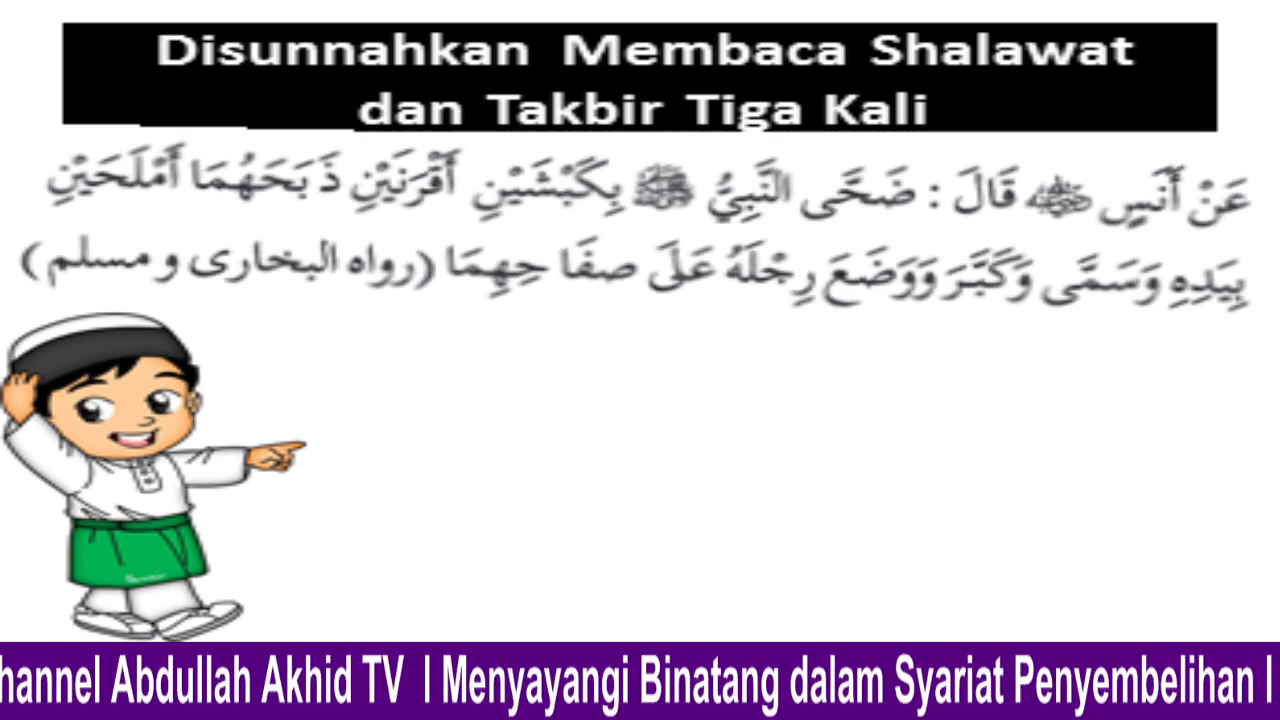 Disunnahkan Membaca Shalawat
dan Takbir Tiga Kali
عَنْ أَنَسٍ ﷺ قَالَ : ضَحَّى النَّبِيُّ ﷺ بِكَبْشَيْنِ أَقْرَنَيْنِ ذَبَحَهُمَا أَمْلَحَيْنِ
بِيَدِهِ وَسَمَّى وَكَبَّرَ وَوَضَعَ رِجْلَهُ عَلَى صفَا حِهِمَا (رواه البخارى و مسلم)
hannel Abdullah Akhid TV I Menyayangi Binatang dalam Syariat Penyembelihan I